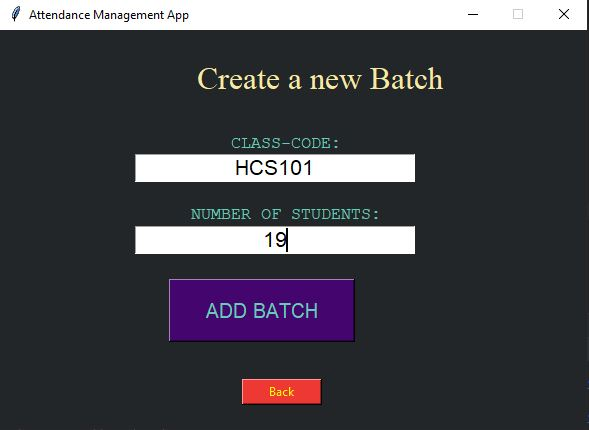 Attendance Management App
Create a new Batch
CLASS-CODE:
HCS101
NUMBER OF STUDENTS:
19
ADD BATCH
Back